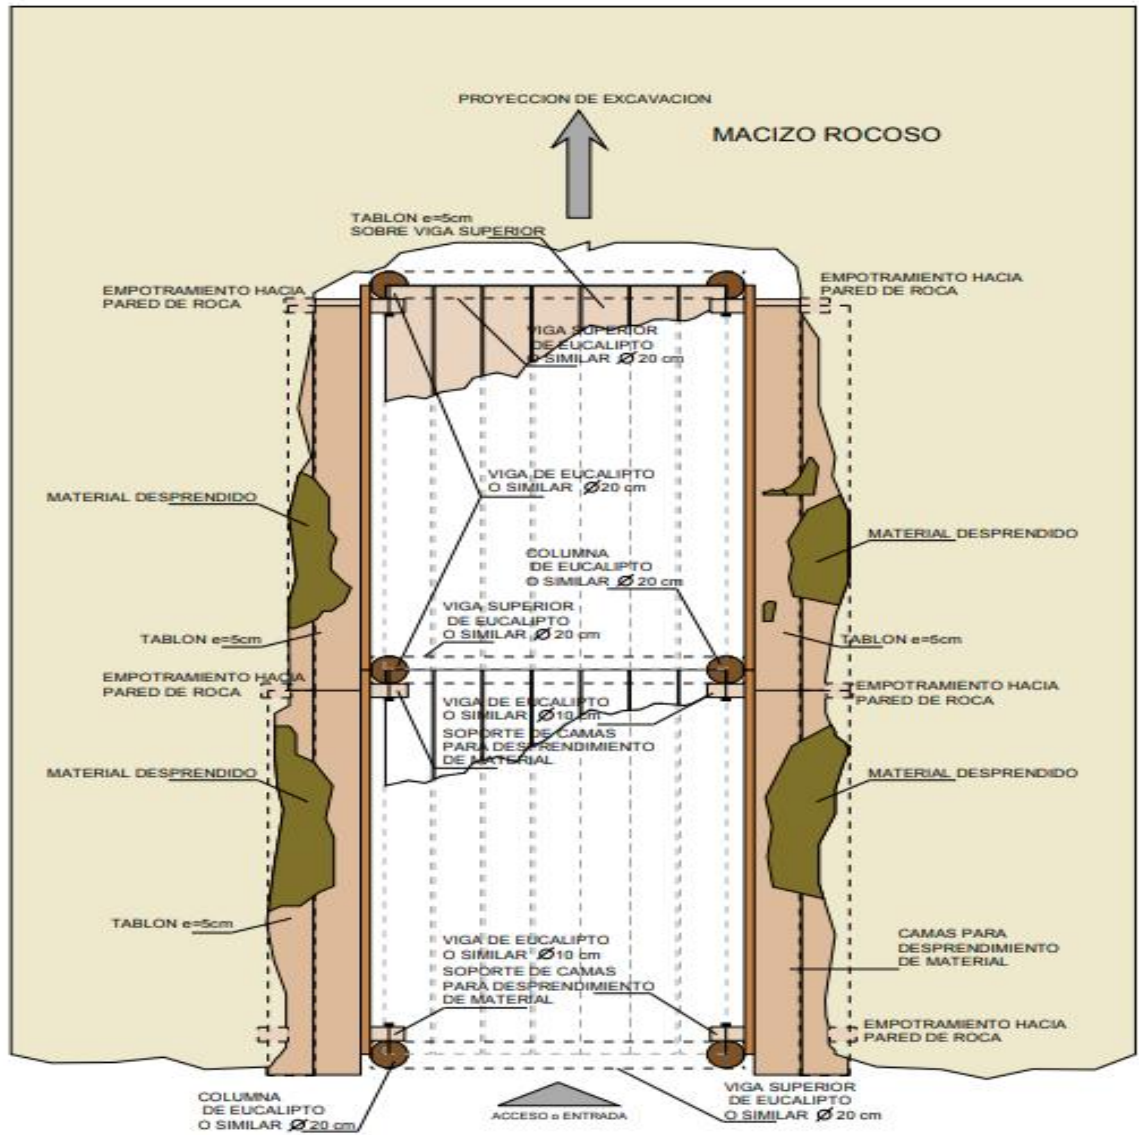 PROYECCION DE EXCAVACION
MACIZO ROCOSO
TABLON e=5cm
SOBRE VIGA SUPERIOR
EMPOTRAMIENTO HACIA
PARED DE ROCA
EMPOTRAMIENTO HACIA
PARED DE ROCA
VIGA SUPERIOR
DE EUCALIPTO
O SIMILAR Ø 20 cm
VIGA DE EUCALIPTO
O SIMILAR Ø20 cm
MATERIAL DESPRENDIDO
MATERIAL DESPRENDIDO
COLUMNA
DE EUCALIPTO
O SIMILAR Ø 20 cm
VIGA SUPERIOR
DE EUCALIPTO
O SIMILAR Ø 20 cm
TABLON e=5cm
TABLON e=5cm
EMPOTRAMIENTO HACIA
PARED DE ROCA
EMPOTRAMIENTO HACIA
PARED DE ROCA
VIGA DE EUCALIPTO
O SIMILAR Ø10 cm
SOPORTE DE CAMAS
PARA DESPRENDIMIENTO
DE MATERIAL
MATERIAL DESPRENDIDO
MATERIAL DESPRENDIDO
TABLON e=5cm
CAMAS PARA
DESPRENDIMIENTO
DE MATERIAL
VIGA DE EUCALIPTO
O SIMILAR Ø10 cm
SOPORTE DE CAMAS
PARA DESPRENDIMIENTO
DE MATERIAL
EMPOTRAMIENTO HACIA
PARED DE ROCA
COLUMNA
DE EUCALIPTO
O SIMILAR Ø 20 cm
ACCESO o ENTRADA
VIGA SUPERIOR
DE EUCALIPTO
O SIMILAR Ø 20 cm